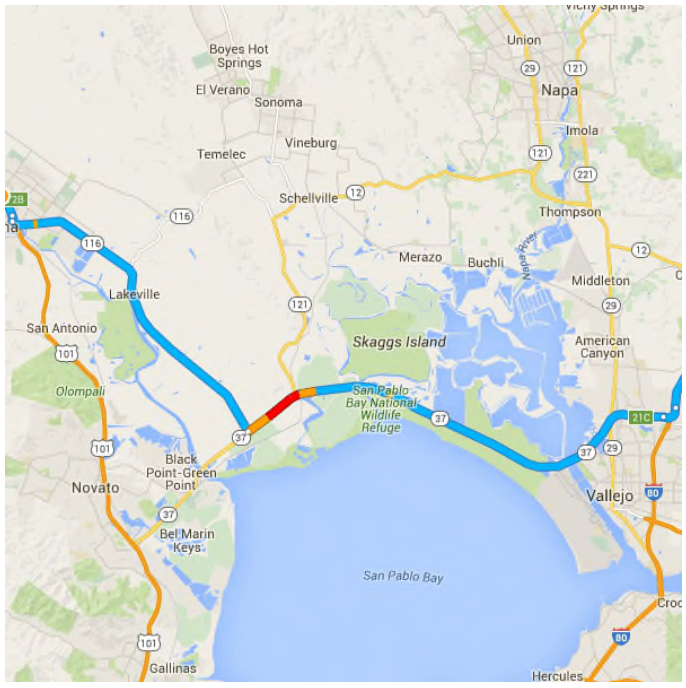 Vichy Springs
Union
29
121
Napa
Boyes Hot
Springs
El Verano
Sonoma
Vineburg
Temelec
Imola
121
221
12
Schellville
2B
116
Thompson
116
Merazo
Buchli
Napa River
12
Lakeville
121
Middleton
29
San Antonio
101
Skaggs Island
American
Canyon
Olompali
San Pablo
Bay National
Wildlife
Refuge
21C
37
37
101
37
29
Black
Point-Green
Point
Novato
Vallejo
80
37
Bel Marin
Keys
San Pablo Bay
Croc
101
80
Gallinas
Hercules